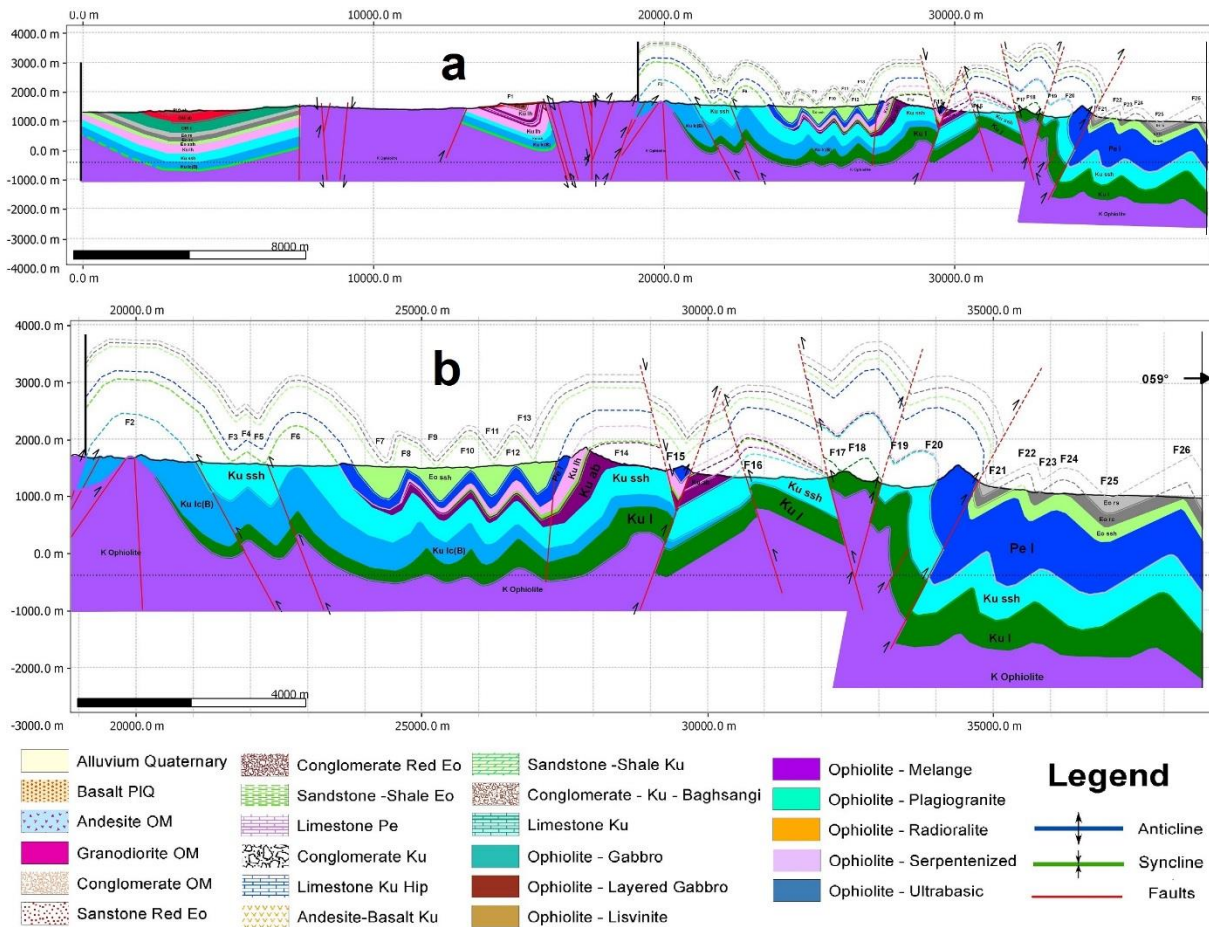 0.0 m 10000.0 m 20000.0 m 30000.0 m
4000.0 m
3000.0 m
2000.0 m
1000.0 m
0.0 m
-1000.0 m
-2000.0 m
-3000.0 m
-4000.0 m
a
F1
K Ophiolite
Ku ssh
Ku l
Pe l
Ku ssh
K Ophiolite
8000 m
0.0 m 10000.0 m 20000.0 m 30000.0 m
20000.0 m 25000.0 m 30000.0 m 35000.0 m
4000.0 m
3000.0 m
2000.0 m
1000.0 m
0.0 m
-1000.0 m
-2000.0 m
-3000.0 m
b
059°
F2 F3 F4 F5 F6 F7 F8 F9 F10 F11 F12 F13 F14 F15 F16 F17 F18 F19 F20 F21 F22 F23 F24 F25 F26
Ku ssh
Ku lc(B)
K Ophiolite
Eo ssh
Ku lc(B)
K Ophiolite
Pe l
Ku lh
Ku ab
Ku ssh
Ku l
Ku ssh
Ku l
Eo rs
Eo rc
Eo ssh
Pe l
Ku ssh
Ku l
K Ophiolite
4000 m
20000.0 m 25000.0 m 30000.0 m 35000.0 m
Alluvium Quaternary
Basalt PlQ
Andesite OM
Granodiorite OM
Conglomerate OM
Sanstone Red Eo
Conglomerate Red Eo
Sandstone -Shale Eo
Limestone Pe
Conglomerate Ku
Limestone Ku Hip
Andesite-Basalt Ku
Sandstone -Shale Ku
Conglomerate - Ku - Baghsangi
Limestone Ku
Ophiolite - Gabbro
Ophiolite - Layered Gabbro
Ophiolite - Lisvinite
Ophiolite - Melange
Ophiolite - Plagiogranite
Ophiolite - Radioralite
Ophiolite - Serpentenized
Ophiolite - Ultrabasic
Legend
Anticline
Syncline
Faults